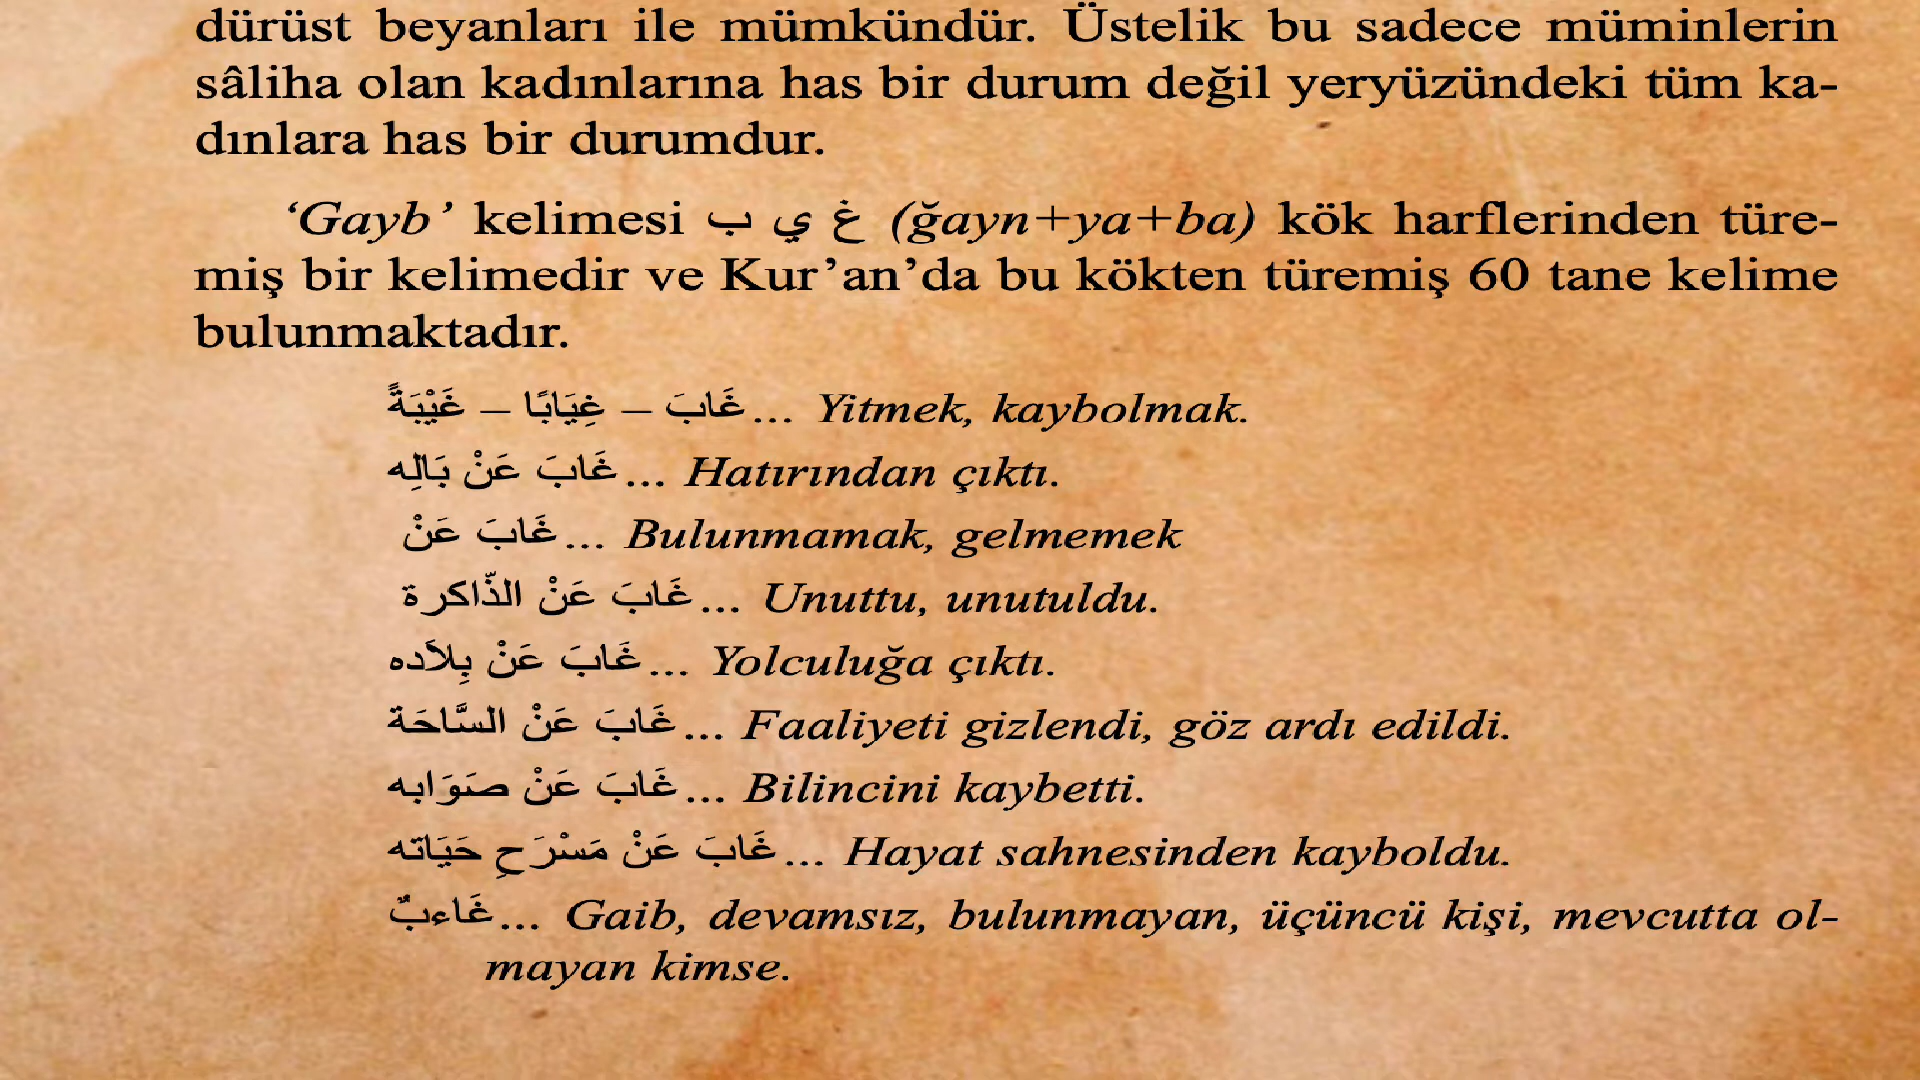 dürüst beyanları ile mümkündür. Üstelik bu sadece müminlerin
sâliha olan kadınlarına has bir durum değil yeryüzündeki tüm ka-
dınlara has bir durumdur.
‘Gayb’ kelimesi غ ي ب (ğayn+ya+ba) kök harflerinden türe-
miş bir kelimedir ve Kur’an’da bu kökten türemiş 60 tane kelime
bulunmaktadır.
غَابَ – غِيَابًا – غَيْبَةً... Yitmek, kaybolmak.
غَابَ عَنْ بَالِه... Hatırından çıktı.
غَابَ عَنْ... Bulunmamak, gelmemek
غَابَ عَنْ الذّاكرة... Unuttu, unutuldu.
غَابَ عَنْ بِلاَده... Yolculuğa çıktı.
غَابَ عَنْ السَّاحَة... Faaliyeti gizlendi, göz ardı edildi.
غَابَ عَنْ صَوَابه... Bilincini kaybetti.
غَابَ عَنْ مَسْرَحِ حَيَاته... Hayat sahnesinden kayboldu.
غَاءبٌ... Gaib, devamsız, bulunmayan, üçüncü kişi, mevcutta ol-
mayan kimse.